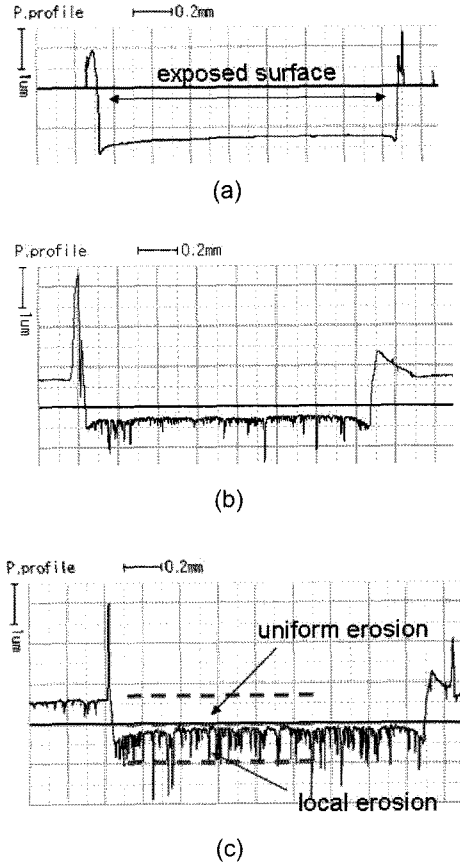 P.profile 0.2mm
1um
exposed surface
(a)
P.profile 0.2mm
1um
(b)
P.profile 0.2mm
1um
uniform erosion
local erosion
(c)